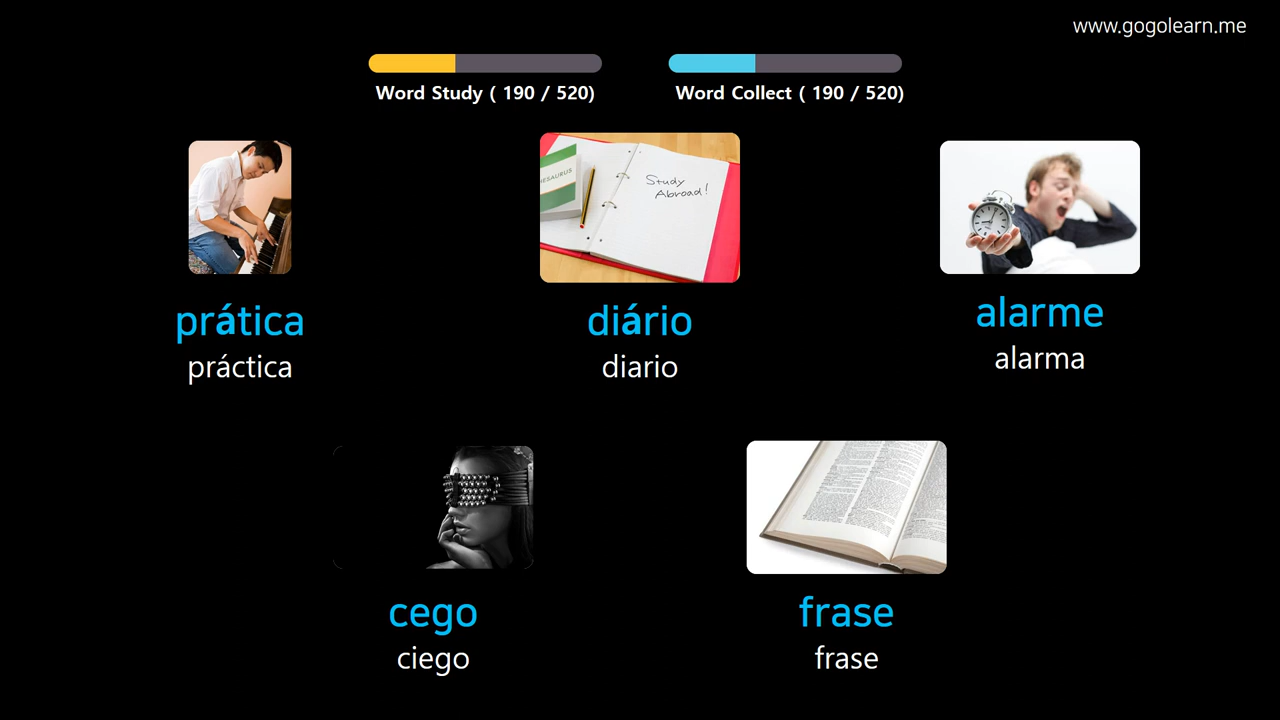 www.gogolearn.me
Word Study ( 190 / 520)
Word Collect ( 190 / 520)
Study
Abroad!
prática
práctica
diário
diario
alarme
alarma
cego
ciego
frase
frase